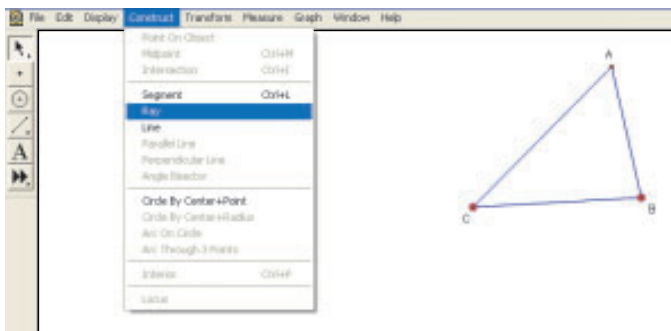 File Edit Display Construct Transform Measure Graph Window Help
Point On Object
Midpoint Ctrl+M
Intersection Ctrl+I
Segment Ctrl+L
Ray
Line
Parallel Line
Perpendicular Line
Angle Bisector
Circle By Center+Point
Circle By Center+Radius
Arc On Circle
Arc Through 3 Points
Interior Ctrl+P
Locus
A
A
B
C